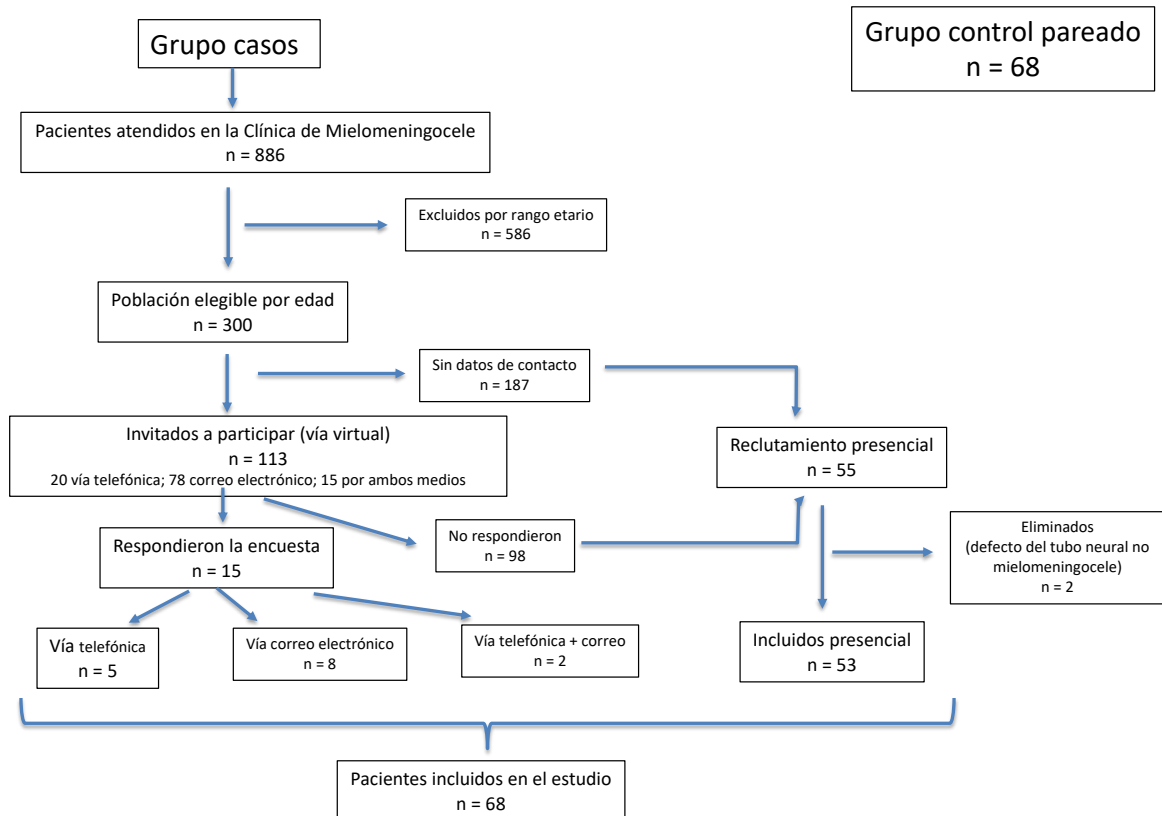 Grupo casos
Grupo control pareado
n = 68
Pacientes atendidos en la Clínica de Mielomeningocele
n = 886
Excluidos por rango etario
n = 586
Población elegible por edad
n = 300
Sin datos de contacto
n = 187
Invitados a participar (vía virtual)
n = 113
20 vía telefónica; 78 correo electrónico; 15 por ambos medios
Reclutamiento presencial
n = 55
Respondieron la encuesta
n = 15
No respondieron
n = 98
Eliminados
(defecto del tubo neural no
mielomeningocele)
n = 2
Vía telefónica
n = 5
Vía correo electrónico
n = 8
Vía telefónica + correo
n = 2
Incluidos presencial
n = 53
Pacientes incluidos en el estudio
n = 68